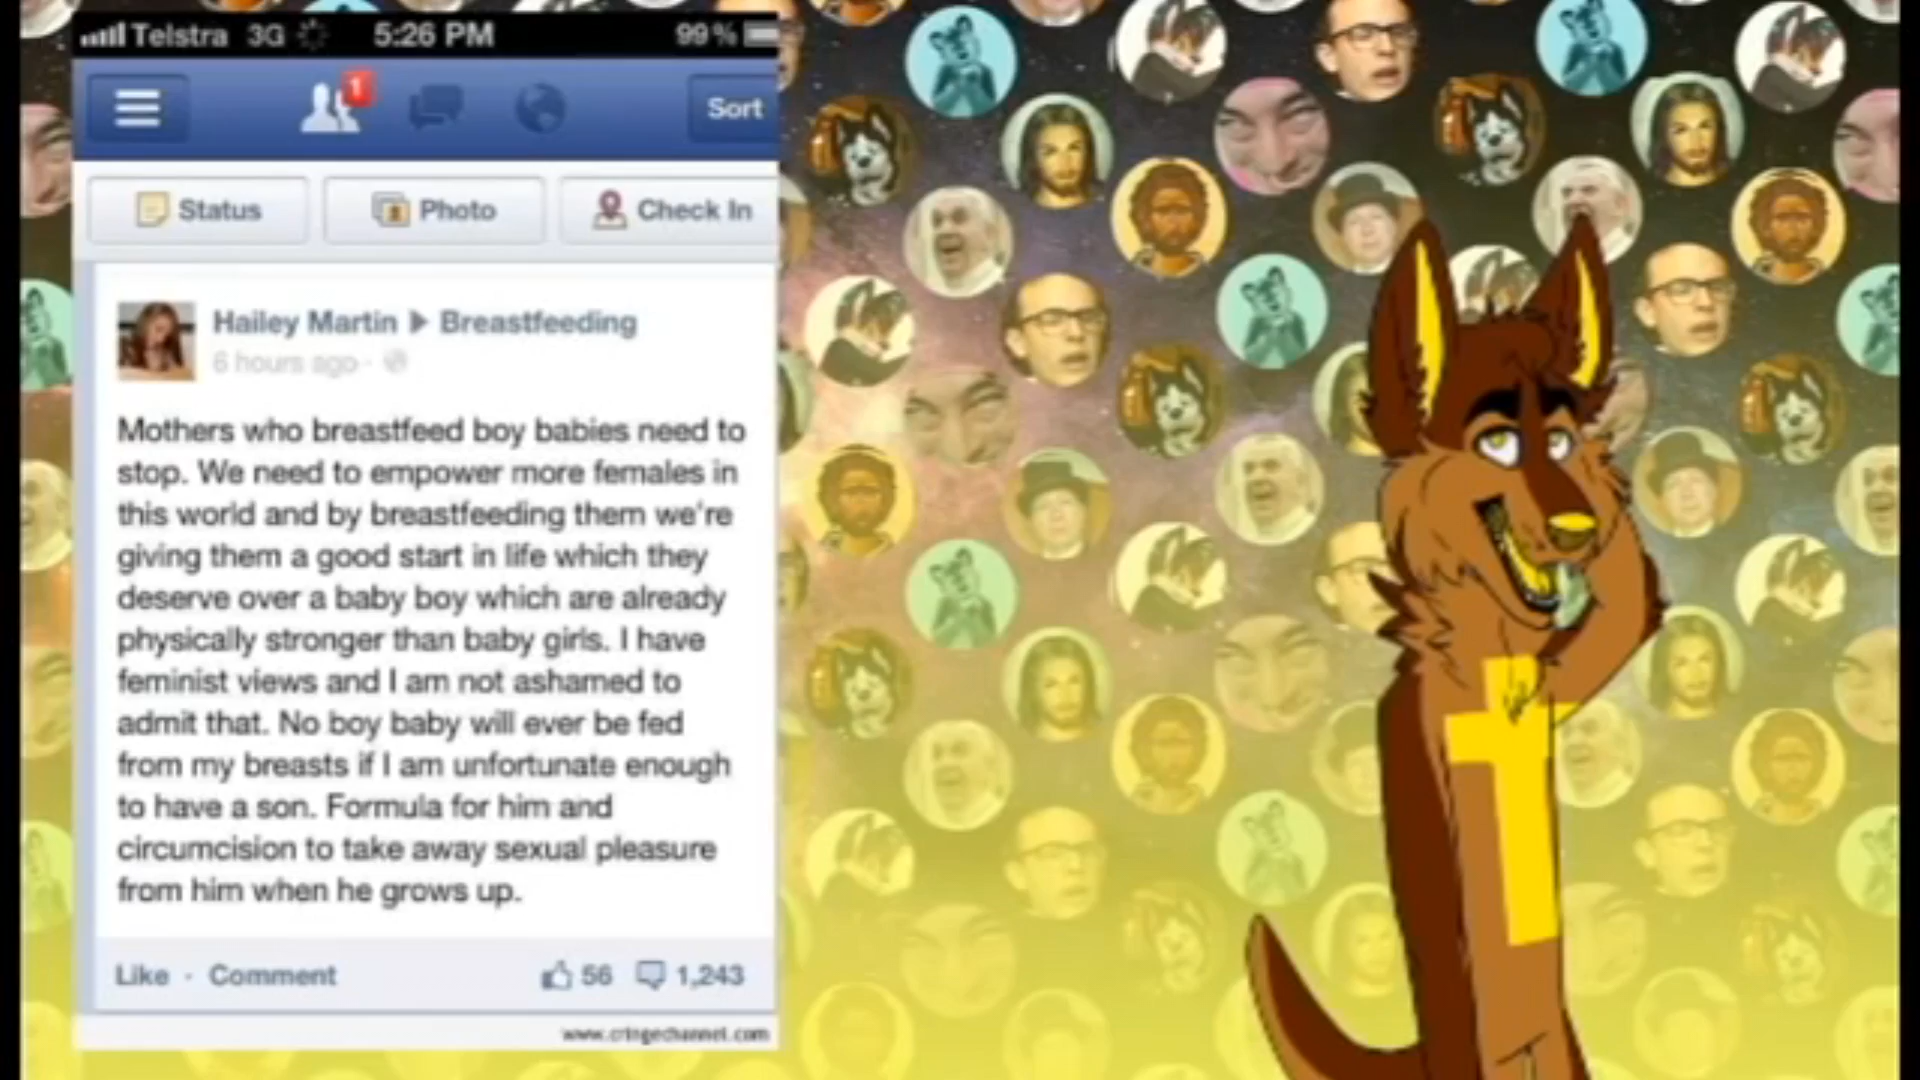 Telstra 3G 5:26 PM 99%
1
Sort
Status Photo Check In
Hailey Martin ▶ Breastfeeding
6 hours ago ·
Mothers who breastfeed boy babies need to
stop. We need to empower more females in
this world and by breastfeeding them we're
giving them a good start in life which they
deserve over a baby boy which are already
physically stronger than baby girls. I have
feminist views and I am not ashamed to
admit that. No boy baby will ever be fed
from my breasts if I am unfortunate enough
to have a son. Formula for him and
circumcision to take away sexual pleasure
from him when he grows up.
Like · Comment 56 1,243
www.cringechannel.com